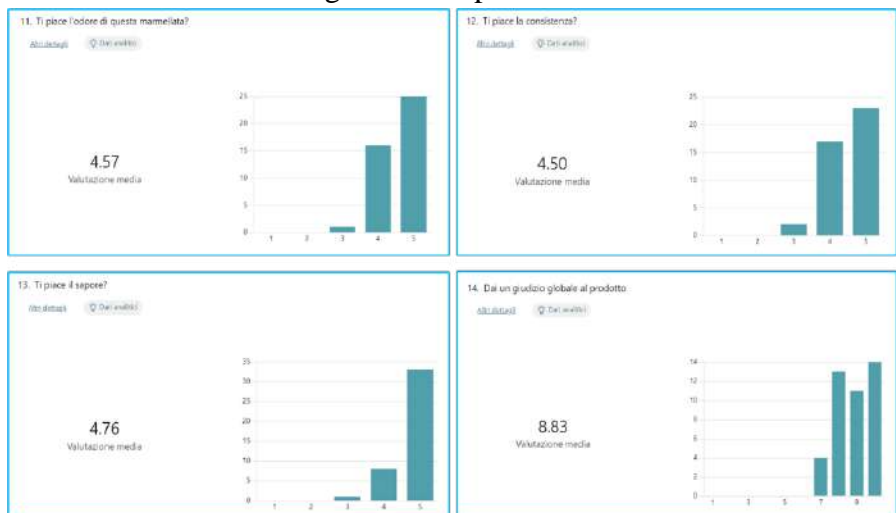 11. Ti piace l'odore di questa marmellata?
Altri dettagli
Dati analitici
25
20
15
10
5
0
4.57
Valutazione media
1 2 3 4 5
12. Ti piace la consistenza?
Altri dettagli
Dati analitici
25
20
15
10
5
0
4.50
Valutazione media
1 2 3 4 5
13. Ti piace il sapore?
Altri dettagli
Dati analitici
35
30
25
20
15
10
5
0
4.76
Valutazione media
1 2 3 4 5
14. Dai un giudizio globale al prodotto
Altri dettagli
Dati analitici
14
12
10
8
6
4
2
0
8.83
Valutazione media
1 3 5 7 9